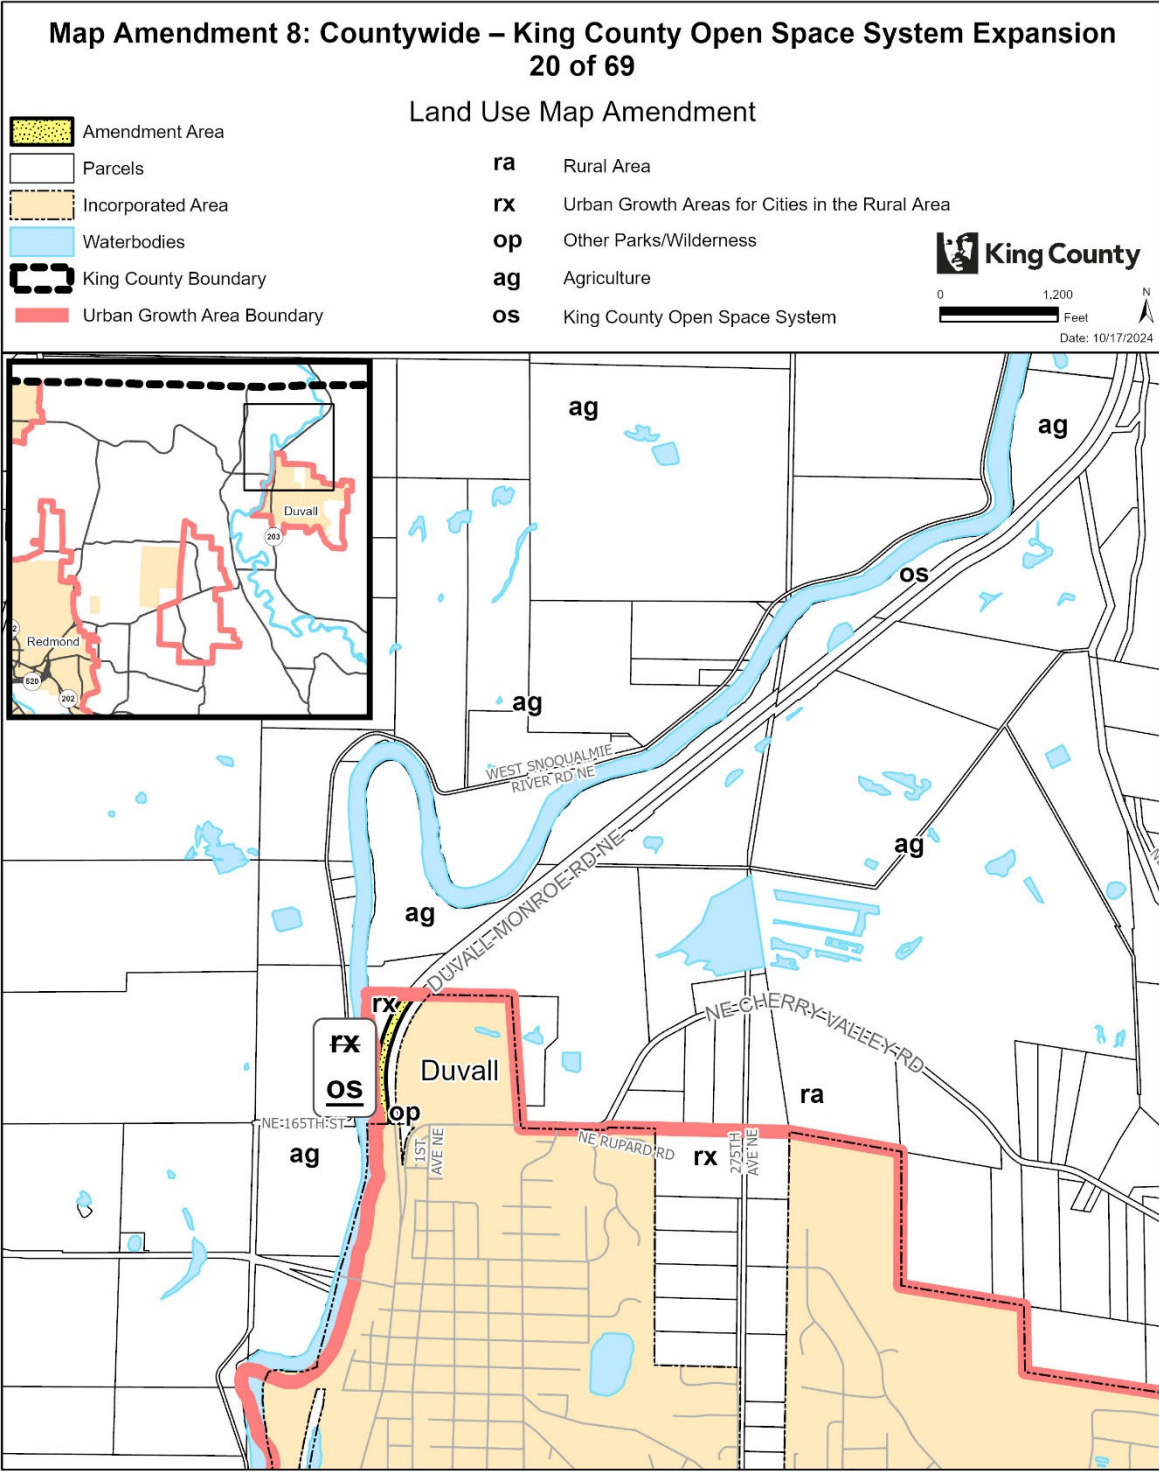 Map Amendment 8: Countywide – King County Open Space System Expansion
20 of 69
Land Use Map Amendment
Amendment Area
Parcels
Incorporated Area
Waterbodies
King County Boundary
Urban Growth Area Boundary
ra Rural Area
rx Urban Growth Areas for Cities in the Rural Area
op Other Parks/Wilderness
ag Agriculture
os King County Open Space System
King County
0 1,200
Feet
N
Date: 10/17/2024
Duvall
203
Redmond
2
520
202
ag
ag
os
ag
WEST SNOQUALMIE
RIVER RD NE
ag
ag
DUVALL-MONROE-RD-NE
rx
NE CHERRY VALLEY RD
rx
os
Duvall
ra
op
NE 165TH ST
ag
1ST
AVE NE
NE RUPARD RD
rx
275TH
AVE NE